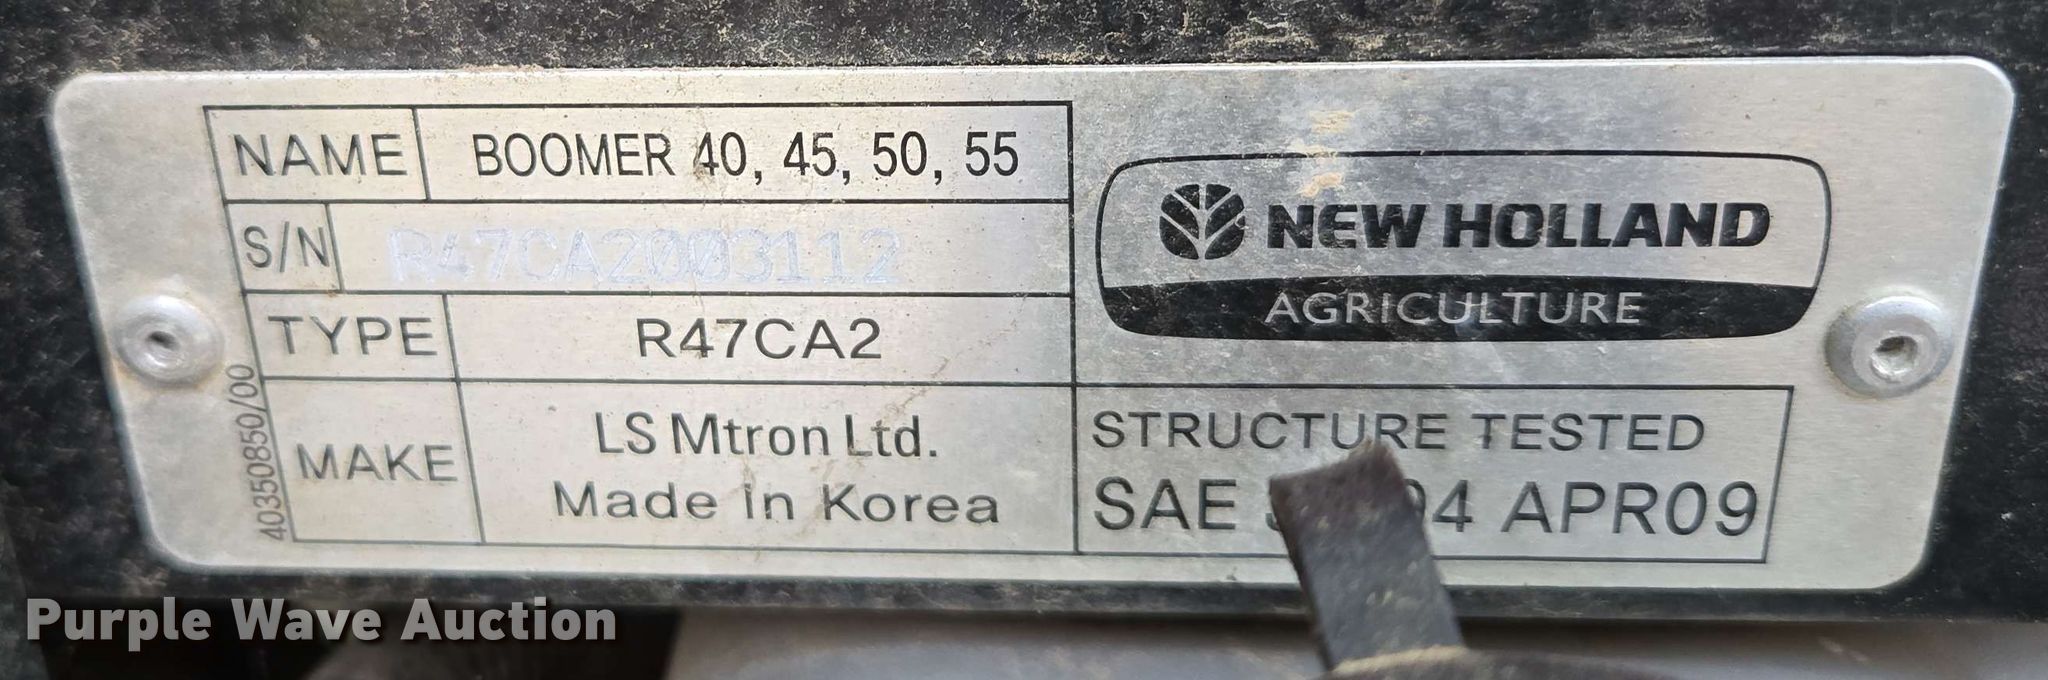 NAME BOOMER 40, 45, 50, 55
S/N R47CA2003112
TYPE R47CA2
MAKE LS Mtron Ltd.
Made in Korea
40350850/00
NEW HOLLAND
AGRICULTURE
STRUCTURE TESTED
SAE APR09
Purple Wave Auction